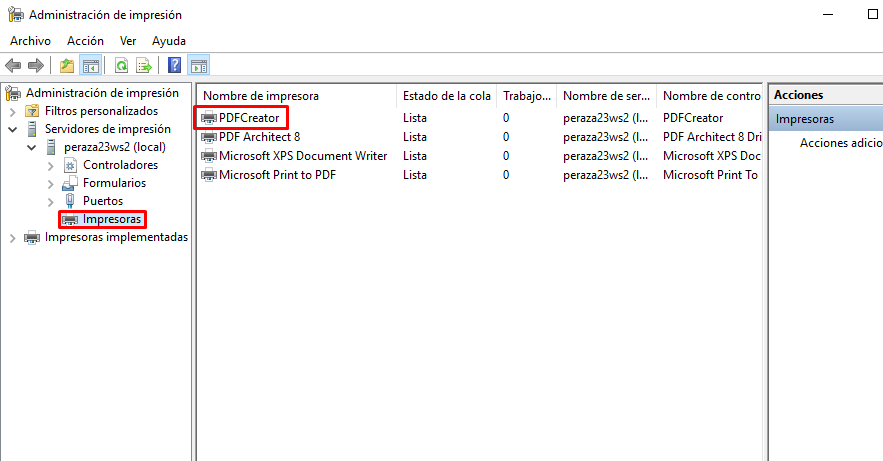 Administración de impresión
Archivo Acción Ver Ayuda
Administración de impresión
Filtros personalizados
Servidores de impresión
peraza23ws2 (local)
Controladores
Formularios
Puertos
Impresoras
Impresoras implementadas
Nombre de impresora Estado de la cola Trabajo... Nombre de ser... Nombre de contro
PDFCreator Lista 0 peraza23ws2 (l... PDFCreator
PDF Architect 8 Lista 0 peraza23ws2 (l... PDF Architect 8 Dri
Microsoft XPS Document Writer Lista 0 peraza23ws2 (l... Microsoft XPS Doc
Microsoft Print to PDF Lista 0 peraza23ws2 (l... Microsoft Print To
Acciones
Impresoras
Acciones adicio